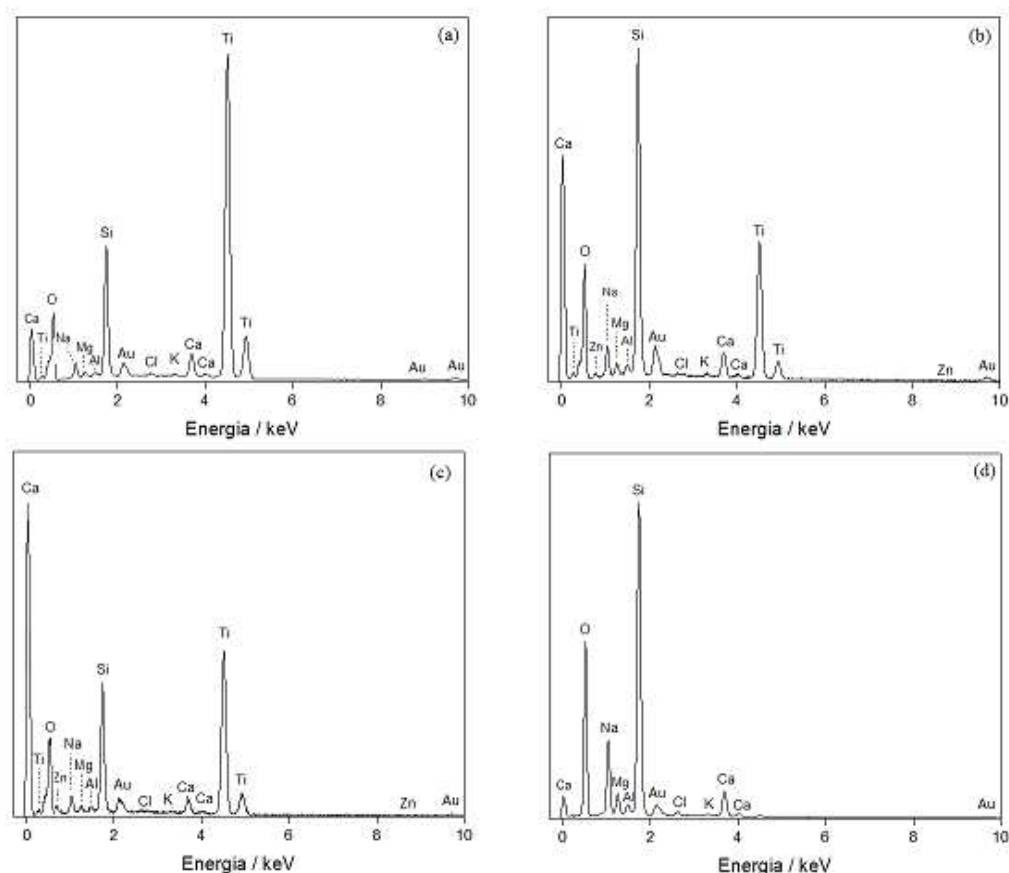 (a)
Ti
Si
O
Ca
Ti
Na
Mg
Al
Au
Cl
K
Ca
Ca
Ti
Au
Au
0 2 4 6 8 10
Energia / keV
(b)
Si
Ca
O
Ti
Na
Ti
Zn
Mg
Al
Au
Cl
K
Ca
Ca
Ti
Zn
Au
0 2 4 6 8 10
Energia / keV
(c)
Ca
Ti
Si
O
Na
Ti
Zn
Mg
Al
Au
Cl
K
Ca
Ca
Ti
Zn
Au
0 2 4 6 8 10
Energia / keV
(d)
Si
O
Na
Ca
Mg
Al
Au
Cl
K
Ca
Ca
Au
0 2 4 6 8 10
Energia / keV